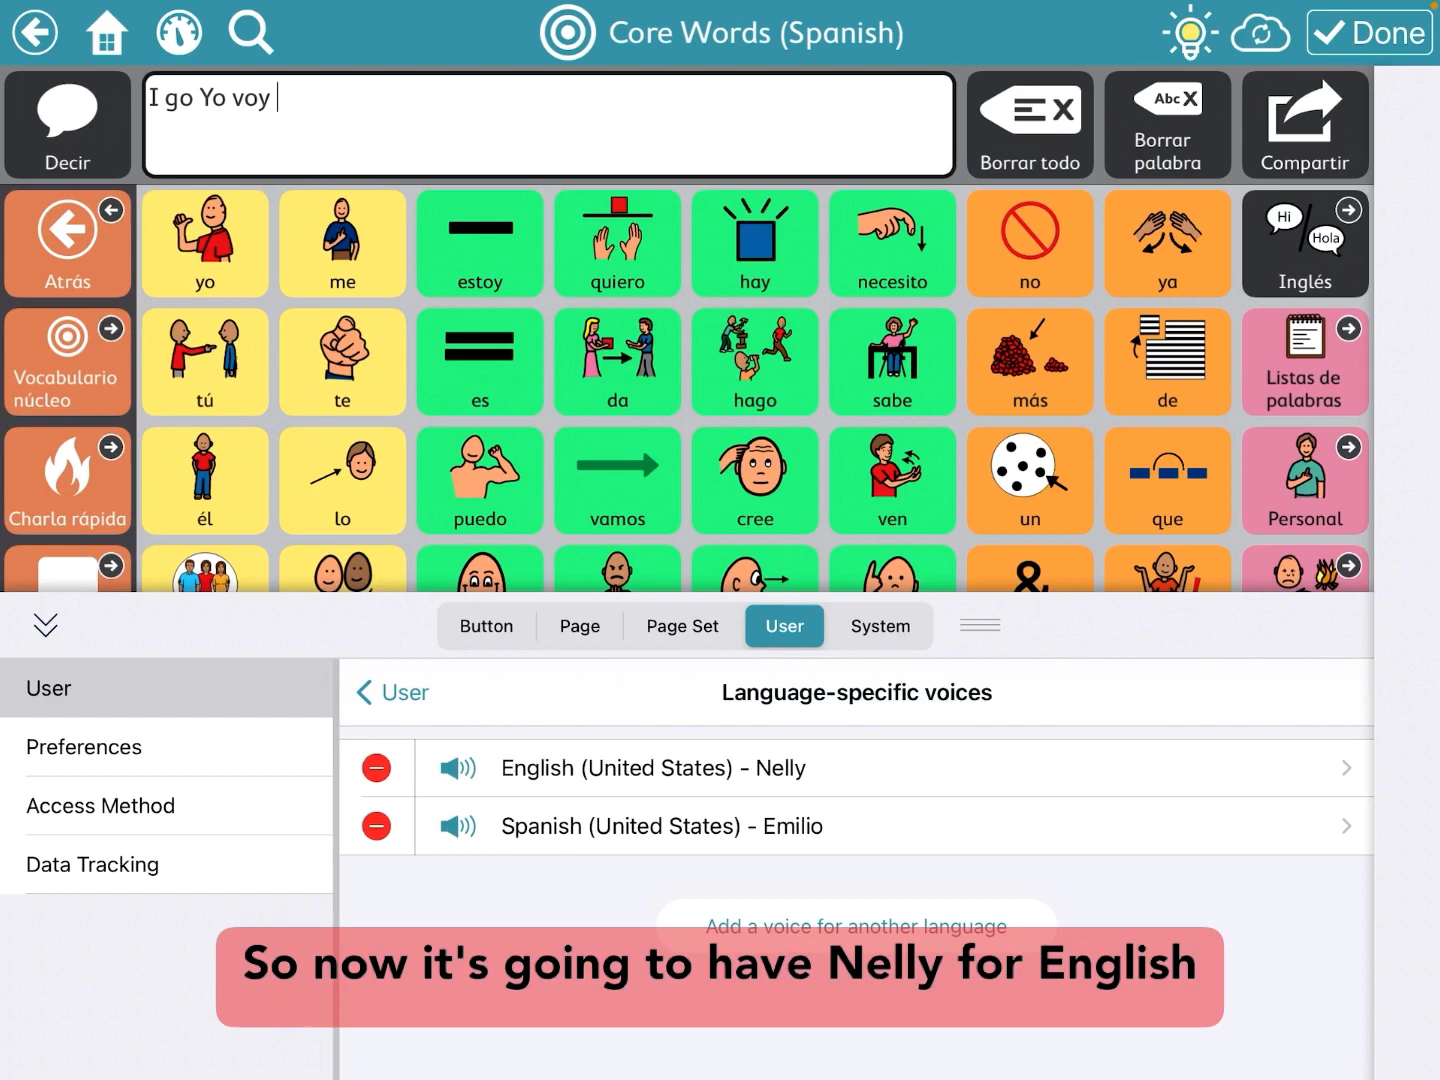 Core Words (Spanish)
Done
Decir
I go Yo voy
Borrar todo
Abc X
Borrar
palabra
Compartir
Atrás
yo
me
estoy
quiero
hay
necesito
no
ya
Hi
Hola
Inglés
Vocabulario
núcleo
tú
te
es
da
hago
sabe
más
de
Listas de
palabras
Charla rápida
él
lo
puedo
vamos
cree
ven
un
que
Personal
&
Button
Page
Page Set
User
System
User
Preferences
Access Method
Data Tracking
User
Language-specific voices
English (United States) - Nelly
Spanish (United States) - Emilio
Add a voice for another language
So now it's going to have Nelly for English